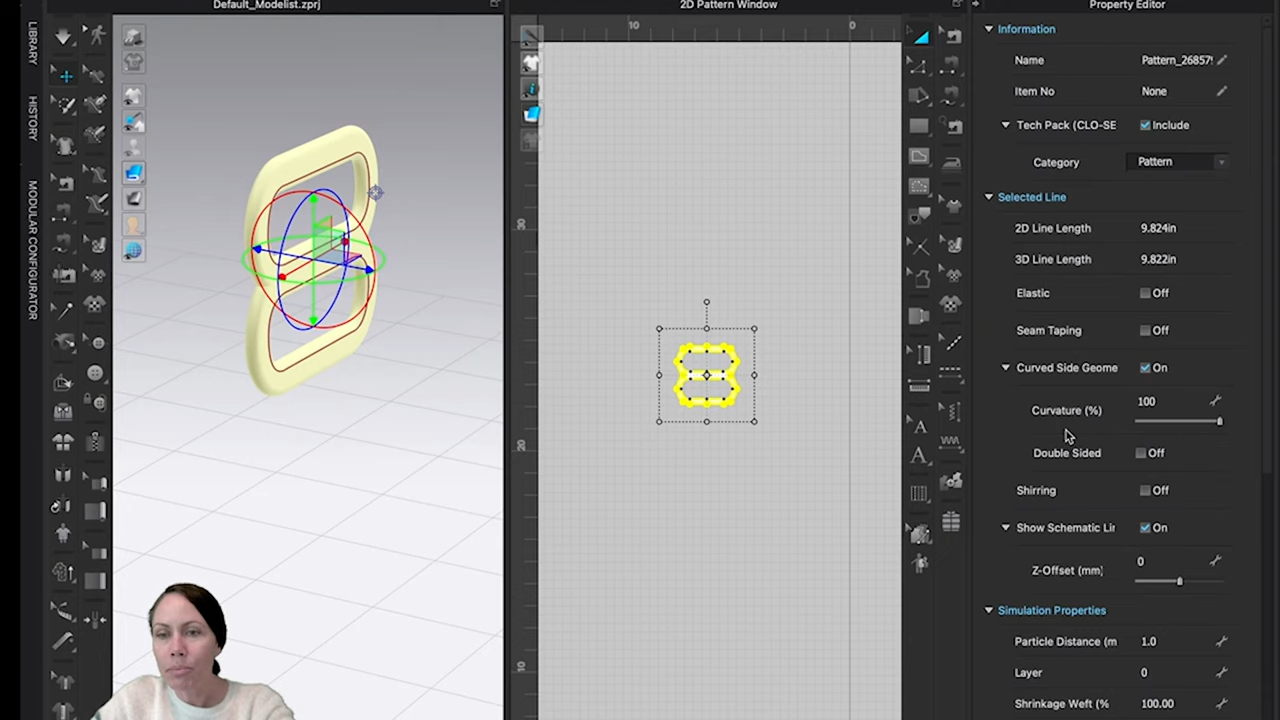 Default_Modelist.zprj
2D Pattern Window
Property Editor
LIBRARY
HISTORY
MODULAR CONFIGURATOR
10
0
30
20
10
Information
Name Pattern_26857
Item No None
Tech Pack (CLO-SE Include
Category Pattern
Selected Line
2D Line Length 9.824in
3D Line Length 9.822in
Elastic Off
Seam Taping Off
Curved Side Geome On
Curvature (%) 100
Double Sided Off
Shirring Off
Show Schematic Lir On
Z-Offset (mm) 0
Simulation Properties
Particle Distance (m 1.0
Layer 0
Shrinkage Weft (% 100.00